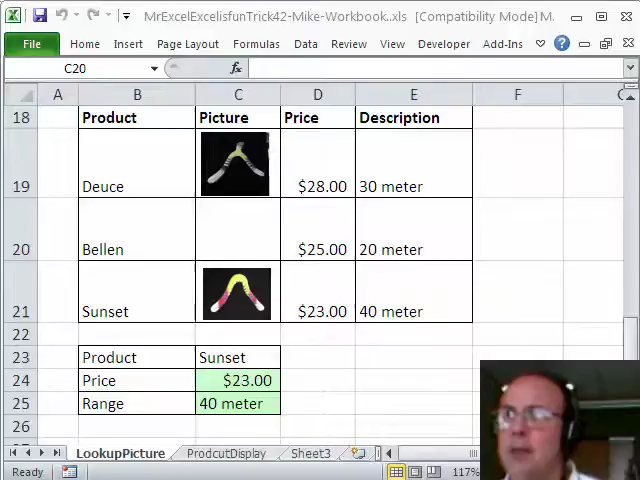 MrExcelExcelisfunTrick42-Mike-Workbook..xls [Compatibility Mode] M.
File Home Insert Page Layout Formulas Data Review View Developer Add-Ins
C20 fx
A B C D E F
18 Product Picture Price Description
19 Deuce $28.00 30 meter
20 Bellen $25.00 20 meter
21 Sunset $23.00 40 meter
22
23 Product Sunset
24 Price $23.00
25 Range 40 meter
26
LookupPicture ProdcutDisplay Sheet3
Ready 117%